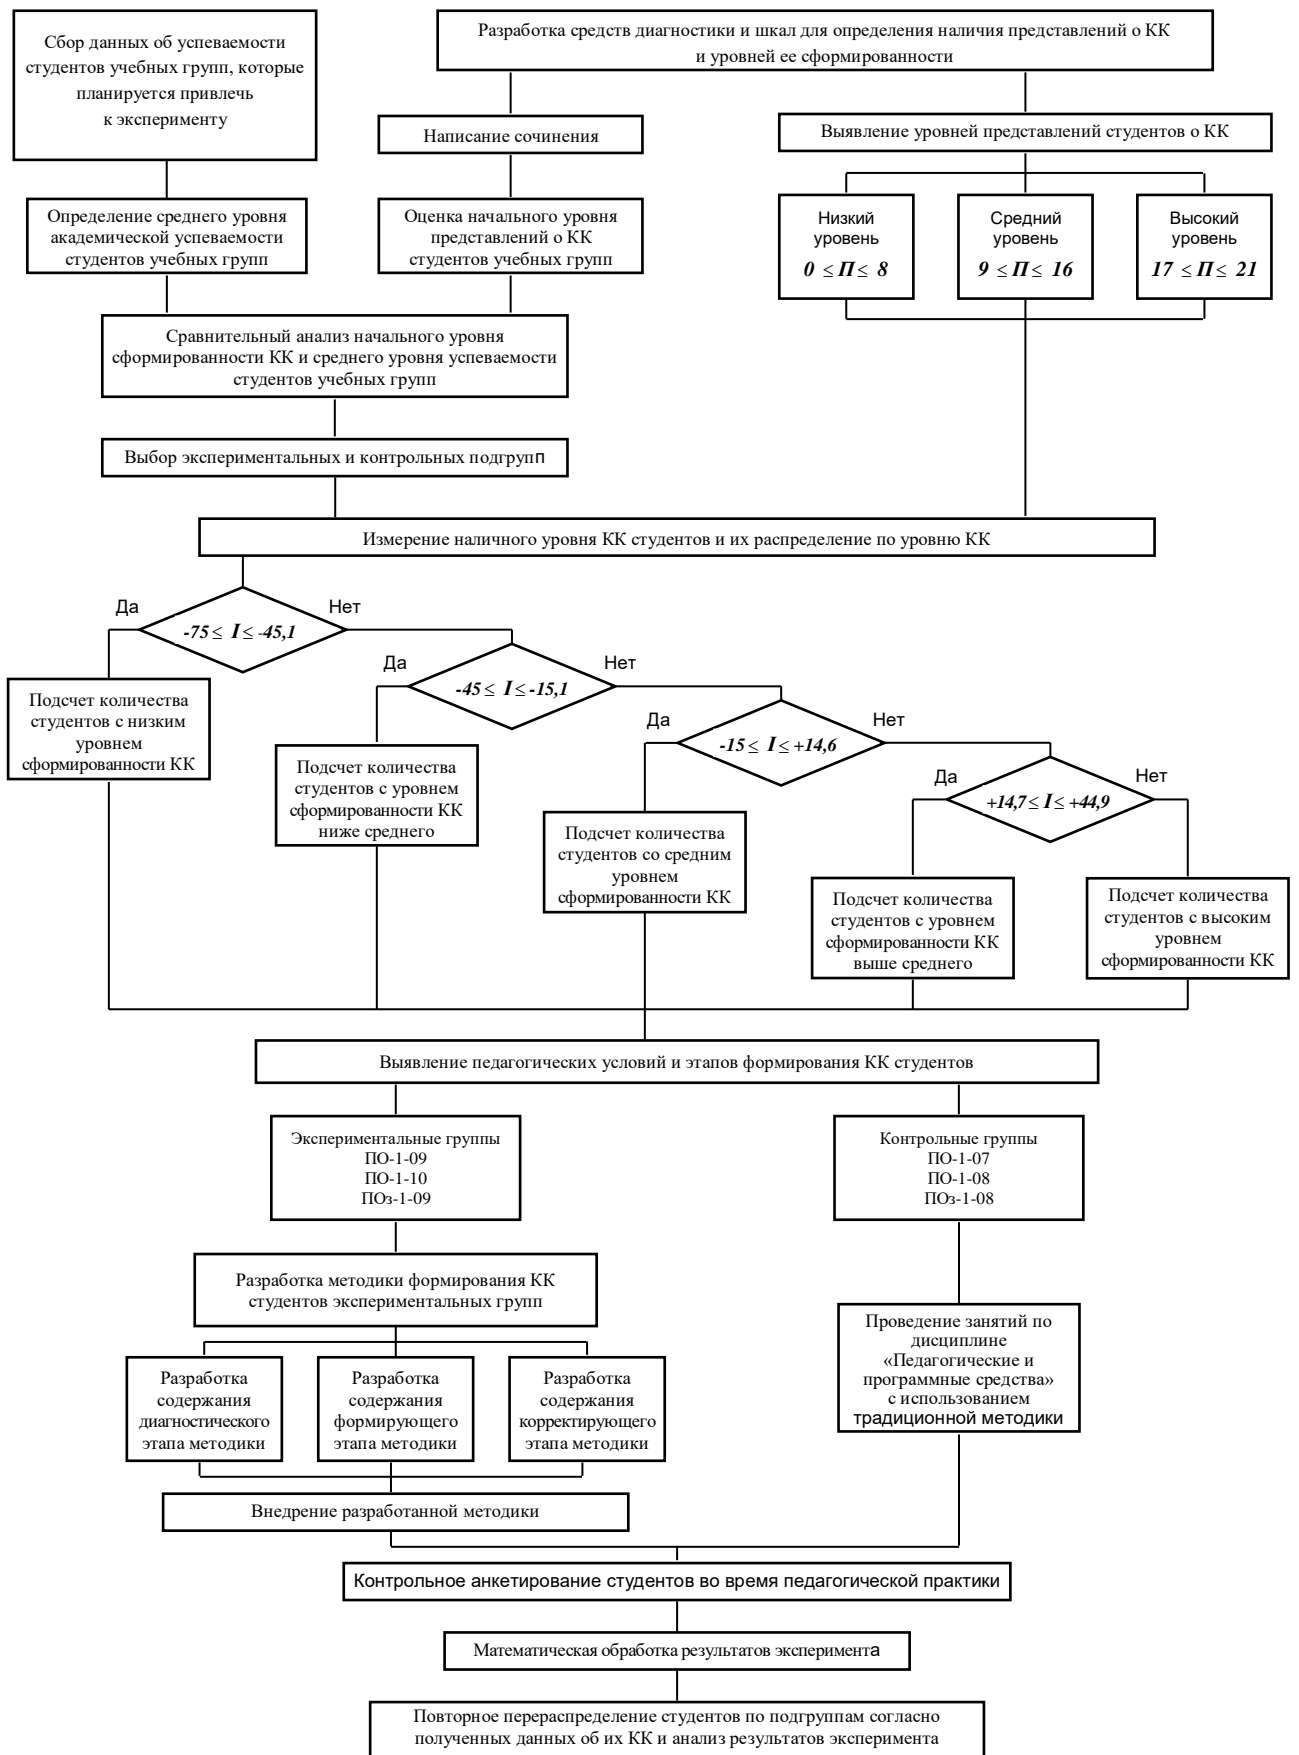 Сбор данных об успеваемости
студентов учебных групп, которые
планируется привлечь
к эксперименту
Разработка средств диагностики и шкал для определения наличия представлений о КК
и уровней ее сформированности
Написание сочинения
Выявление уровней представлений студентов о КК
Определение среднего уровня
академической успеваемости
студентов учебных групп
Оценка начального уровня
представлений о КК
студентов учебных групп
Низкий
уровень
0 ≤ П ≤ 8
Средний
уровень
9 ≤ П ≤ 16
Высокий
уровень
17 ≤ П ≤ 21
Сравнительный анализ начального уровня
сформированности КК и среднего уровня успеваемости
студентов учебных групп
Выбор экспериментальных и контрольных подгрупп
Измерение наличного уровня КК студентов и их распределение по уровню КК
Да
Нет
-75 ≤ I ≤ -45,1
Да
Нет
-45 ≤ I ≤ -15,1
Да
Нет
-15 ≤ I ≤ +14,6
Да
Нет
+14,7 ≤ I ≤ +44,9
Подсчет количества
студентов с низким
уровнем
сформированности КК
Подсчет количества
студентов с уровнем
сформированности КК
ниже среднего
Подсчет количества
студентов со средним
уровнем
сформированности КК
Подсчет количества
студентов с уровнем
сформированности КК
выше среднего
Подсчет количества
студентов с высоким
уровнем
сформированности КК
Выявление педагогических условий и этапов формирования КК студентов
Экспериментальные группы
ПО-1-09
ПО-1-10
ПОз-1-09
Контрольные группы
ПО-1-07
ПО-1-08
ПОз-1-08
Разработка методики формирования КК
студентов экспериментальных групп
Проведение занятий по
дисциплине
«Педагогические и
программные средства»
с использованием
традиционной методики
Разработка
содержания
диагностического
этапа методики
Разработка
содержания
формирующего
этапа методики
Разработка
содержания
корректирующего
этапа методики
Внедрение разработанной методики
Контрольное анкетирование студентов во время педагогической практики
Математическая обработка результатов эксперимента
Повторное перераспределение студентов по подгруппам согласно
полученных данных об их КК и анализ результатов эксперимента